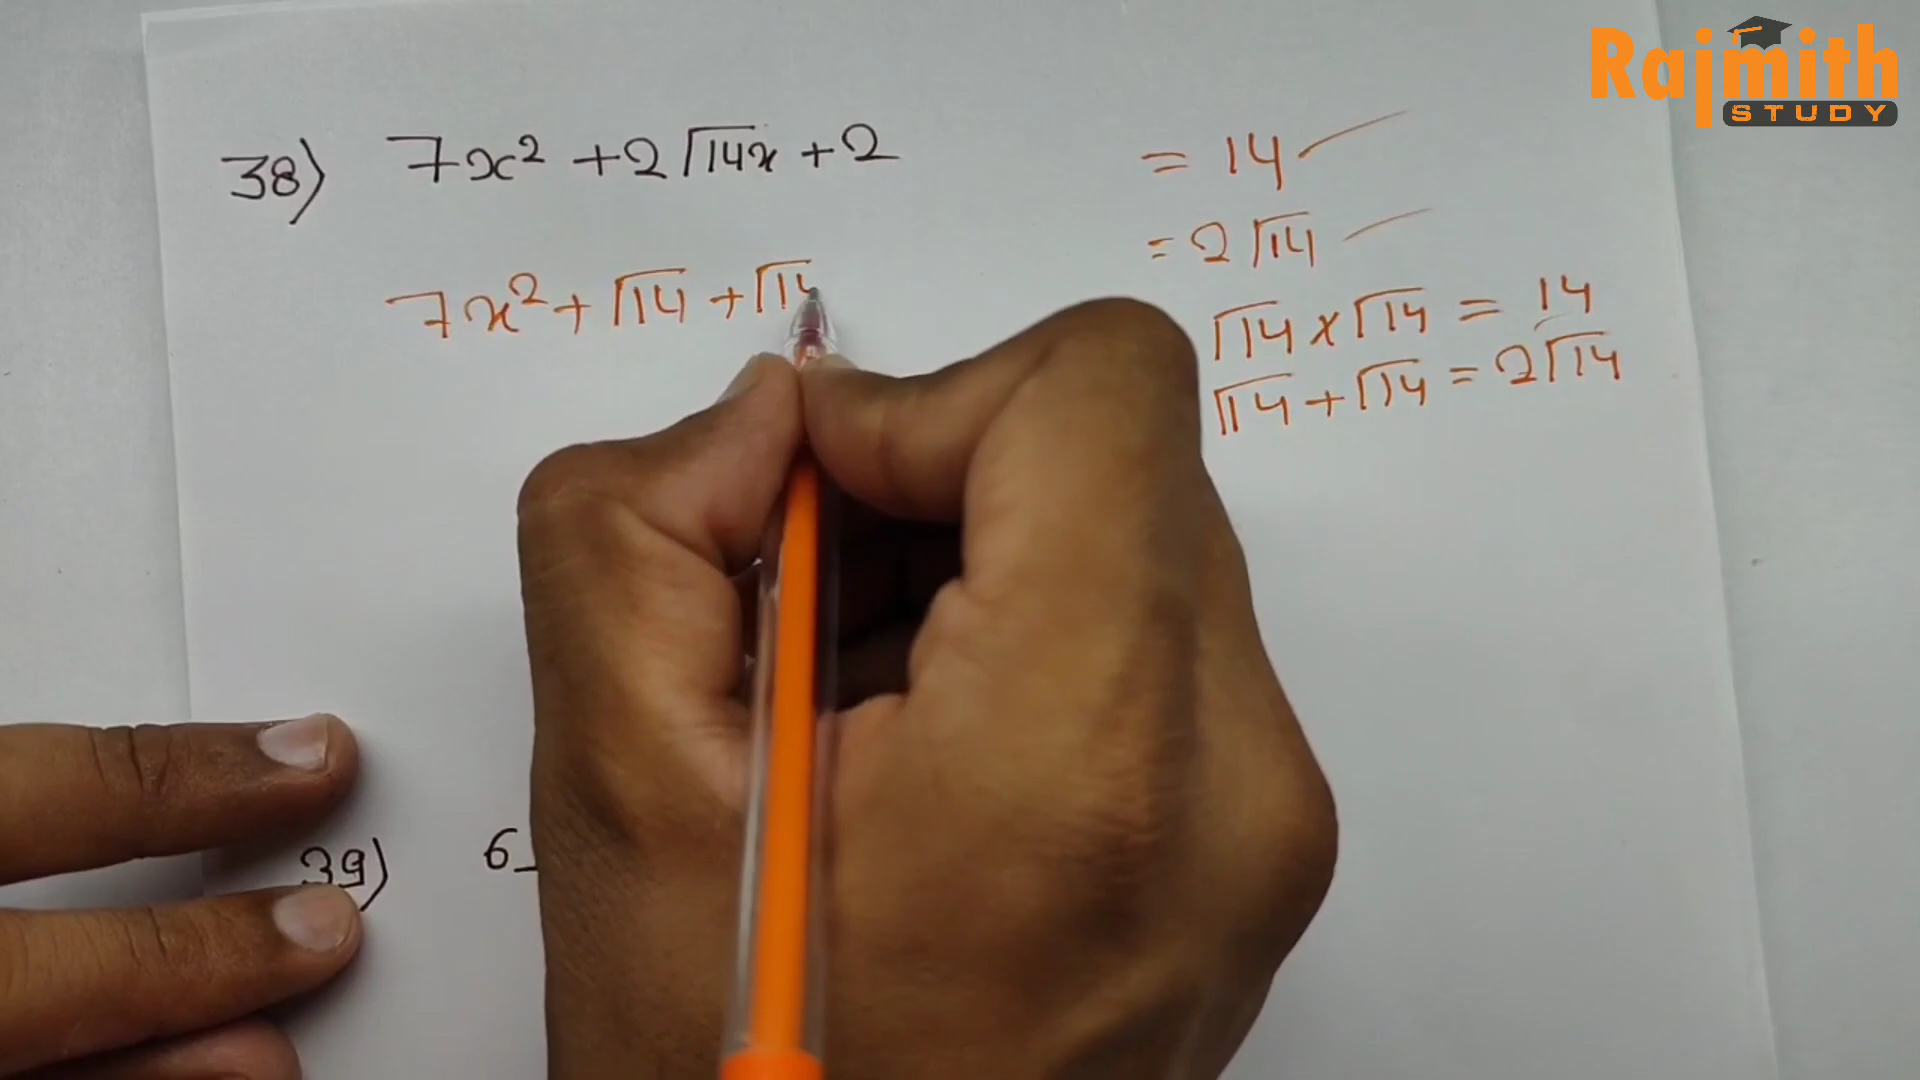 Rajmith
STUDY
38) 7x² + 2√14x + 2
7x² + √14 + √14
= 14
= 2√14
√14 × √14 = 14
√14 + √14 = 2√14
39) 6